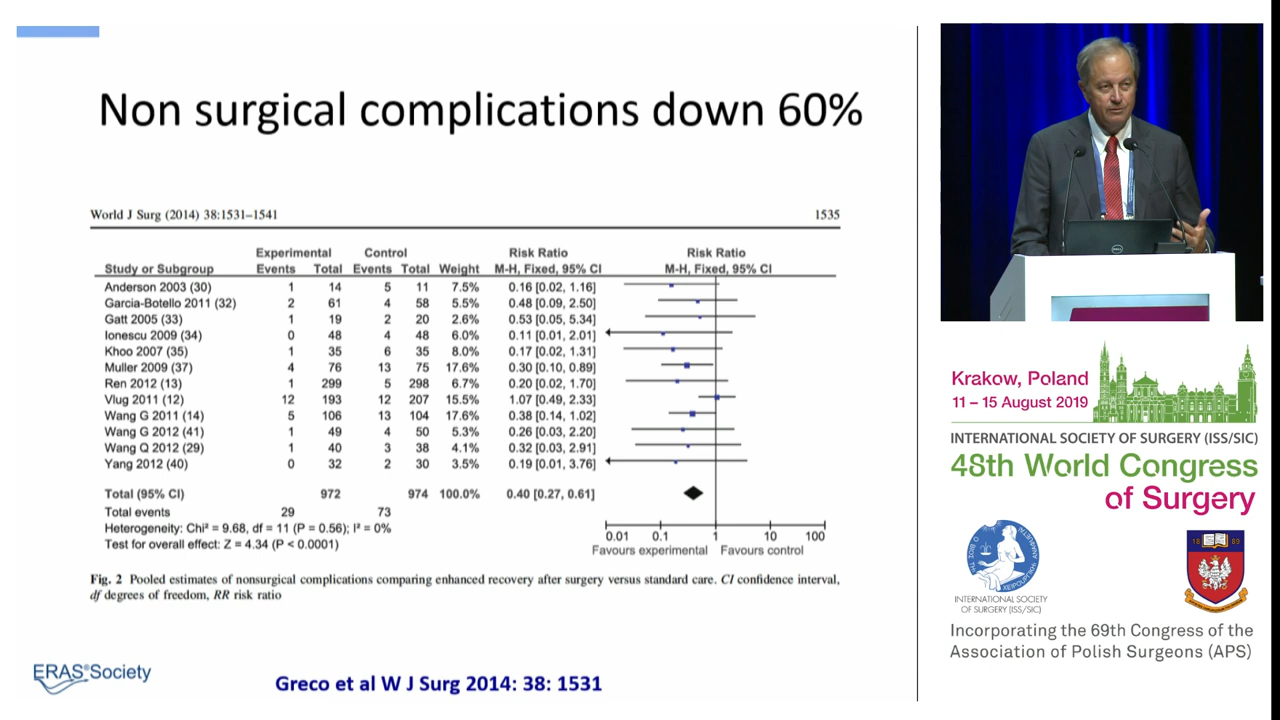 Non surgical complications down 60%
World J Surg (2014) 38:1531–1541 1535
Experimental Control Risk Ratio Risk Ratio
Study or Subgroup Events Total Events Total Weight M-H, Fixed, 95% CI M-H, Fixed, 95% CI
Anderson 2003 (30) 1 14 5 11 7.5% 0.16 [0.02, 1.16]
Garcia-Botello 2011 (32) 2 61 4 58 5.5% 0.48 [0.09, 2.50]
Gatt 2005 (33) 1 19 2 20 2.6% 0.53 [0.05, 5.34]
Ionescu 2009 (34) 0 48 4 48 6.0% 0.11 [0.01, 2.01]
Khoo 2007 (35) 1 35 6 35 8.0% 0.17 [0.02, 1.31]
Muller 2009 (37) 4 76 13 75 17.6% 0.30 [0.10, 0.89]
Ren 2012 (13) 1 299 5 298 6.7% 0.20 [0.02, 1.70]
Vlug 2011 (12) 12 193 12 207 15.5% 1.07 [0.49, 2.33]
Wang G 2011 (14) 5 106 13 104 17.6% 0.38 [0.14, 1.02]
Wang G 2012 (41) 1 49 4 50 5.3% 0.26 [0.03, 2.20]
Wang Q 2012 (29) 1 40 3 38 4.1% 0.32 [0.03, 2.91]
Yang 2012 (40) 0 32 2 30 3.5% 0.19 [0.01, 3.76]
Total (95% CI) 972 974 100.0% 0.40 [0.27, 0.61]
Total events 29 73
Heterogeneity: Chi² = 9.68, df = 11 (P = 0.56); I² = 0%
Test for overall effect: Z = 4.34 (P < 0.0001)
0.01 0.1 1 10 100
Favours experimental Favours control
Fig. 2 Pooled estimates of nonsurgical complications comparing enhanced recovery after surgery versus standard care. CI confidence interval,
df degrees of freedom, RR risk ratio
ERAS®Society
Greco et al W J Surg 2014: 38: 1531
DELL
Krakow, Poland
11 – 15 August 2019
INTERNATIONAL SOCIETY OF SURGERY (ISS/SIC)
48th World Congress
of Surgery
18 89
INTERNATIONAL SOCIETY
OF SURGERY (ISS/SIC)
Incorporating the 69th Congress of the
Association of Polish Surgeons (APS)